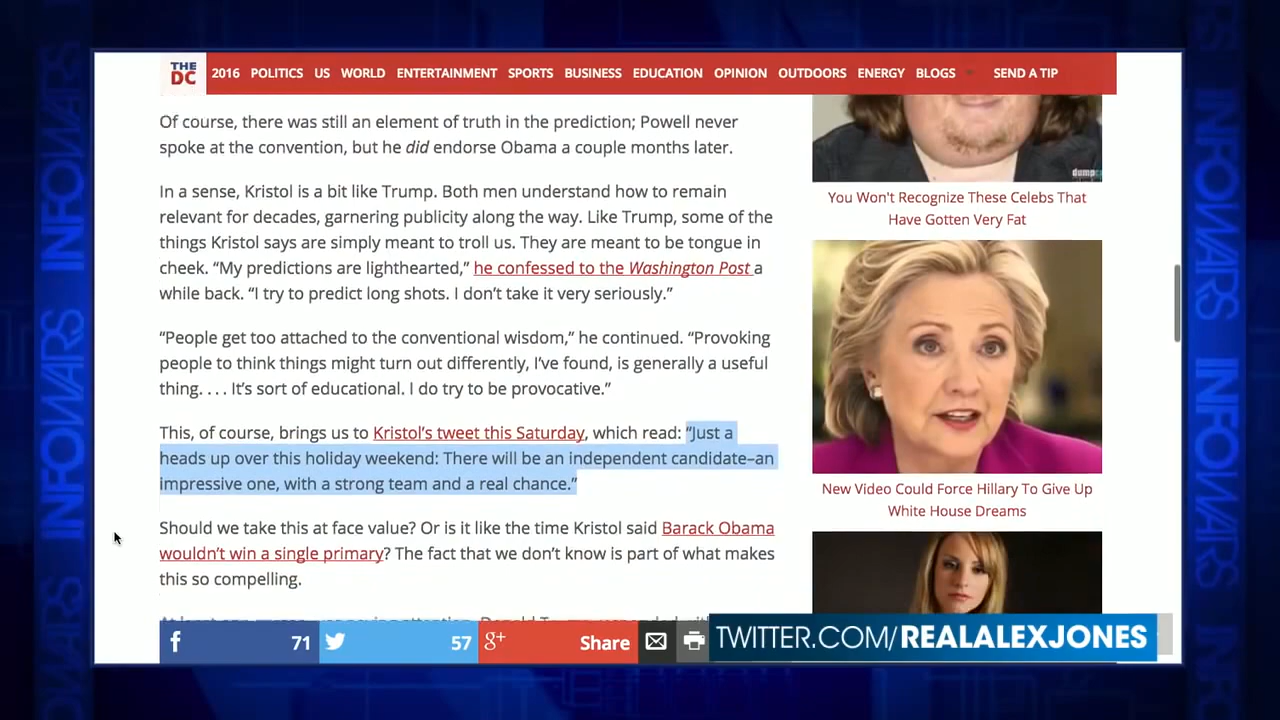 THE
DC
2016 POLITICS US WORLD ENTERTAINMENT SPORTS BUSINESS EDUCATION OPINION OUTDOORS ENERGY BLOGS SEND A TIP
Of course, there was still an element of truth in the prediction; Powell never
spoke at the convention, but he did endorse Obama a couple months later.
In a sense, Kristol is a bit like Trump. Both men understand how to remain
relevant for decades, garnering publicity along the way. Like Trump, some of the
things Kristol says are simply meant to troll us. They are meant to be tongue in
cheek. “My predictions are lighthearted,” he confessed to the Washington Post a
while back. “I try to predict long shots. I don’t take it very seriously.”
“People get too attached to the conventional wisdom,” he continued. “Provoking
people to think things might turn out differently, I’ve found, is generally a useful
thing. . . . It’s sort of educational. I do try to be provocative.”
This, of course, brings us to Kristol’s tweet this Saturday, which read: “Just a
heads up over this holiday weekend: There will be an independent candidate–an
impressive one, with a strong team and a real chance.”
Should we take this at face value? Or is it like the time Kristol said Barack Obama
wouldn’t win a single primary? The fact that we don’t know is part of what makes
this so compelling.
You Won't Recognize These Celebs That
Have Gotten Very Fat
New Video Could Force Hillary To Give Up
White House Dreams
71
57
g+ Share
TWITTER.COM/REALALEXJONES
INFOWARS
INFOWARS
INFOWARS
INFOWARS